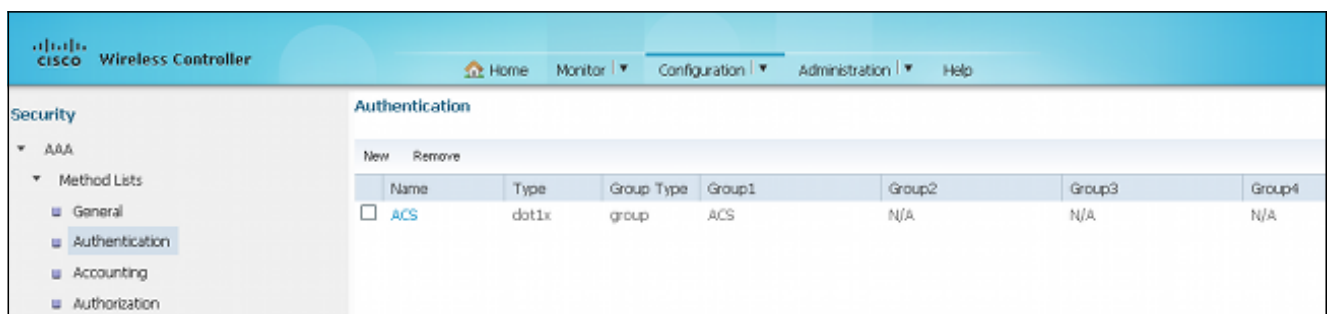 cisco Wireless Controller
Home Monitor Configuration Administration Help
Security
AAA
Method Lists
General
Authentication
Accounting
Authorization
Authentication
New Remove
Name Type Group Type Group1 Group2 Group3 Group4
ACS dot1x group ACS N/A N/A N/A